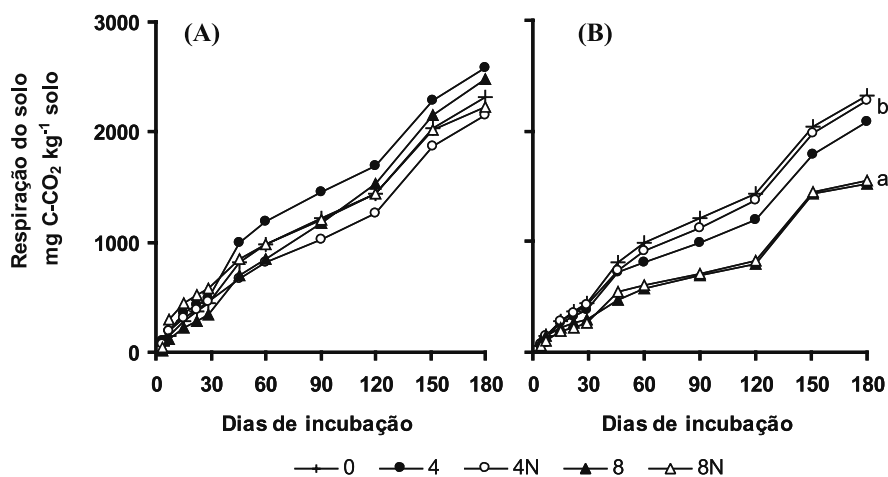 (A)
(B)
Respiração do solo
mg C-CO₂ kg⁻¹ solo
3000
2000
1000
0
b
a
0 30 60 90 120 150 180
0 30 60 90 120 150 180
Dias de incubação
Dias de incubação
0 4 4N 8 8N